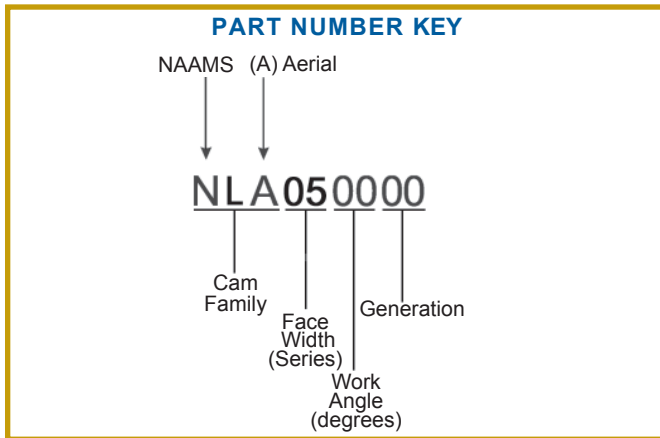 PART NUMBER KEY
NAAMS (A) Aerial
NLA050000
Cam
Family
Face
Width
(Series)
Generation
Work
Angle
(degrees)